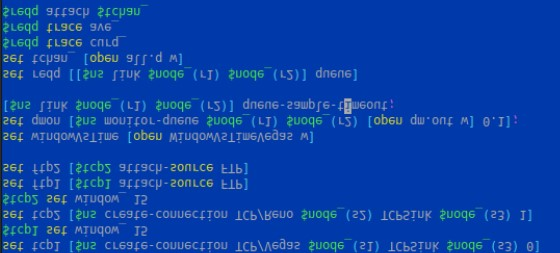 set tcp1 [$ns create-connection TCP/Vegas $node_(s1) TCPSink $node_(s3) 0]
$tcp1 set window_ 15
set tcp2 [$ns create-connection TCP/Reno $node_(s2) TCPSink $node_(s3) 1]
$tcp2 set window_ 15
set ftp1 [$tcp1 attach-source FTP]
set ftp2 [$tcp2 attach-source FTP]
set windowVsTime [open WindowVsTimeVegas w]
set qmon [$ns monitor-queue $node_(r1) $node_(r2) [open qm.out w] 0.1];
[$ns link $node_(r1) $node_(r2)] queue-sample-timeout;
set redq [[$ns link $node_(r1) $node_(r2)] queue]
set tchan_ [open all.q w]
$redq trace curq_
$redq trace ave_
$redq attach $tchan_